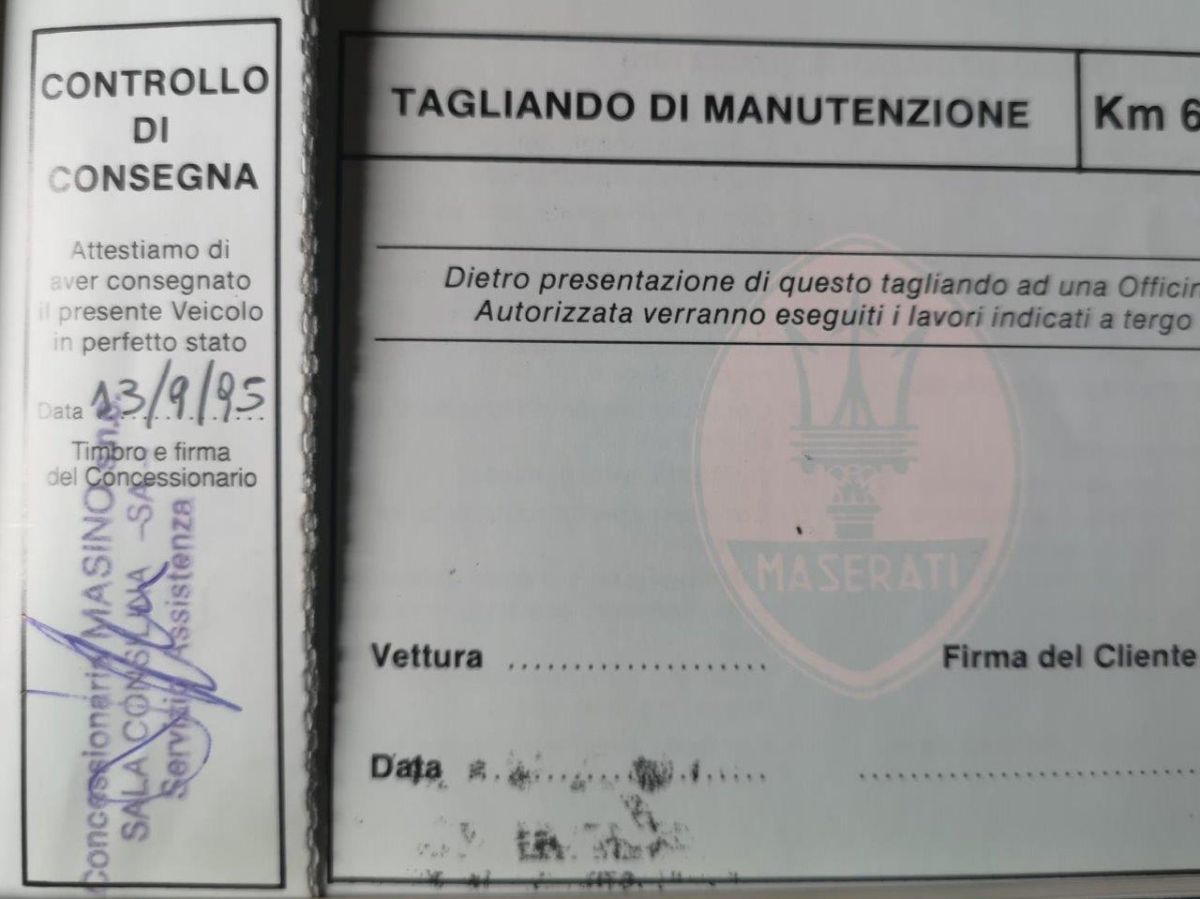 CONTROLLO
DI
CONSEGNA
Attestiamo di
aver consegnato
il presente Veicolo
in perfetto stato
Data 13/9/95
Timbro e firma
del Concessionario
Concessionaria MASINO s.n.c.
SALA CONSILINA -SA-
Servizio Assistenza
TAGLIANDO DI MANUTENZIONE
Km 6
Dietro presentazione di questo tagliando ad una Officin
Autorizzata verranno eseguiti i lavori indicati a tergo
MASERATI
Vettura
Firma del Cliente
Data